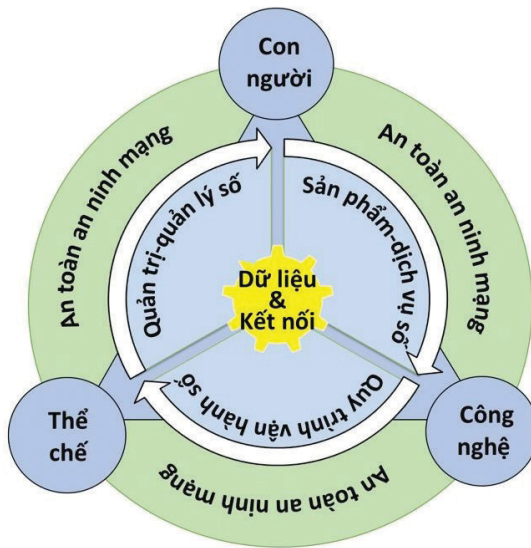 Con
người
An toàn an ninh mạng
An toàn an ninh mạng
Quản trị-quản lý số
Sản phẩm-dịch vụ số
Dữ liệu
&
Kết nối
Quy trình vận hành số
Thể
chế
Công
nghệ
An toàn an ninh mạng